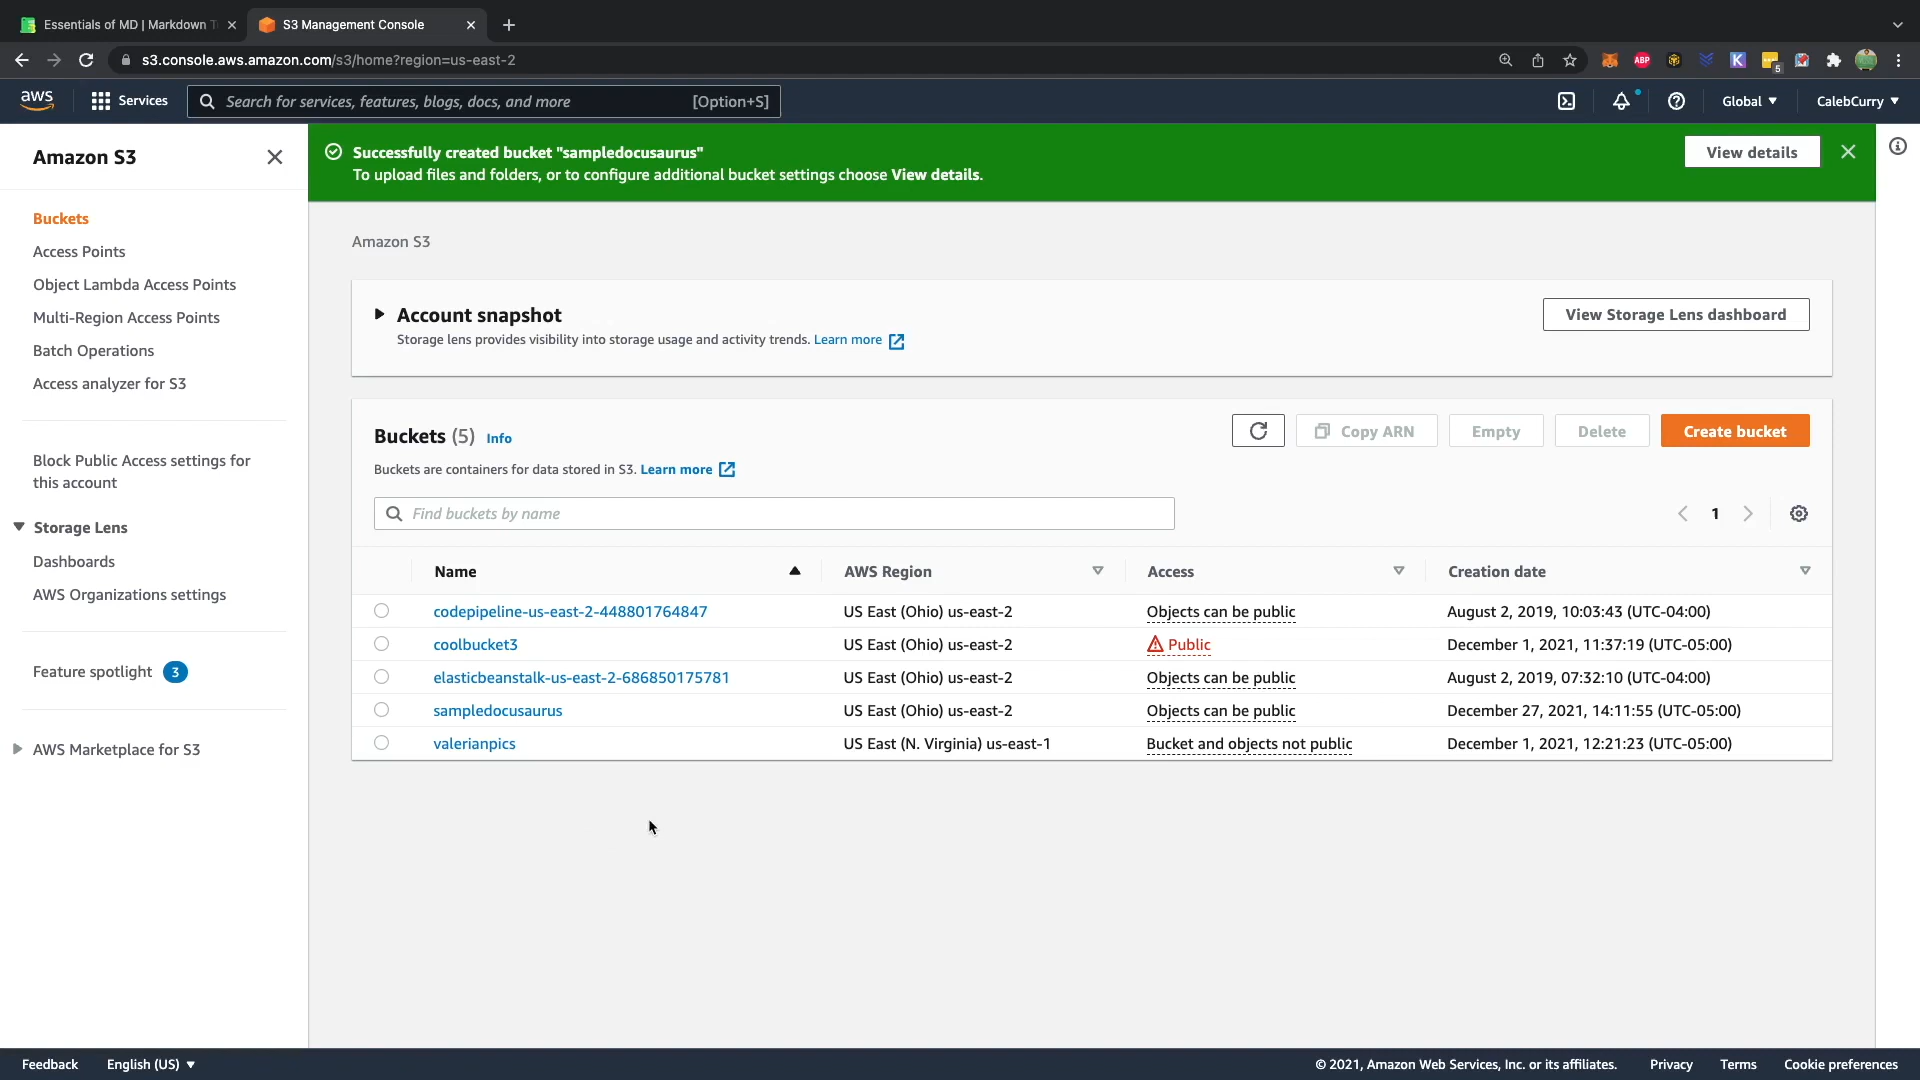 Essentials of MD | Markdown T
S3 Management Console
s3.console.aws.amazon.com/s3/home?region=us-east-2
ABP
K
5
aws
Services
Search for services, features, blogs, docs, and more
[Option+S]
Global
CalebCurry
Amazon S3
Buckets
Access Points
Object Lambda Access Points
Multi-Region Access Points
Batch Operations
Access analyzer for S3
Block Public Access settings for
this account
Storage Lens
Dashboards
AWS Organizations settings
Feature spotlight 3
AWS Marketplace for S3
Successfully created bucket "sampledocusaurus"
To upload files and folders, or to configure additional bucket settings choose View details.
View details
Amazon S3
Account snapshot
Storage lens provides visibility into storage usage and activity trends. Learn more
View Storage Lens dashboard
Buckets (5) Info
Buckets are containers for data stored in S3. Learn more
Copy ARN
Empty
Delete
Create bucket
Find buckets by name
1
Name AWS Region Access Creation date
codepipeline-us-east-2-448801764847 US East (Ohio) us-east-2 Objects can be public August 2, 2019, 10:03:43 (UTC-04:00)
coolbucket3 US East (Ohio) us-east-2 Public December 1, 2021, 11:37:19 (UTC-05:00)
elasticbeanstalk-us-east-2-686850175781 US East (Ohio) us-east-2 Objects can be public August 2, 2019, 07:32:10 (UTC-04:00)
sampledocusaurus US East (Ohio) us-east-2 Objects can be public December 27, 2021, 14:11:55 (UTC-05:00)
valerianpics US East (N. Virginia) us-east-1 Bucket and objects not public December 1, 2021, 12:21:23 (UTC-05:00)
Feedback
English (US)
© 2021, Amazon Web Services, Inc. or its affiliates.
Privacy
Terms
Cookie preferences